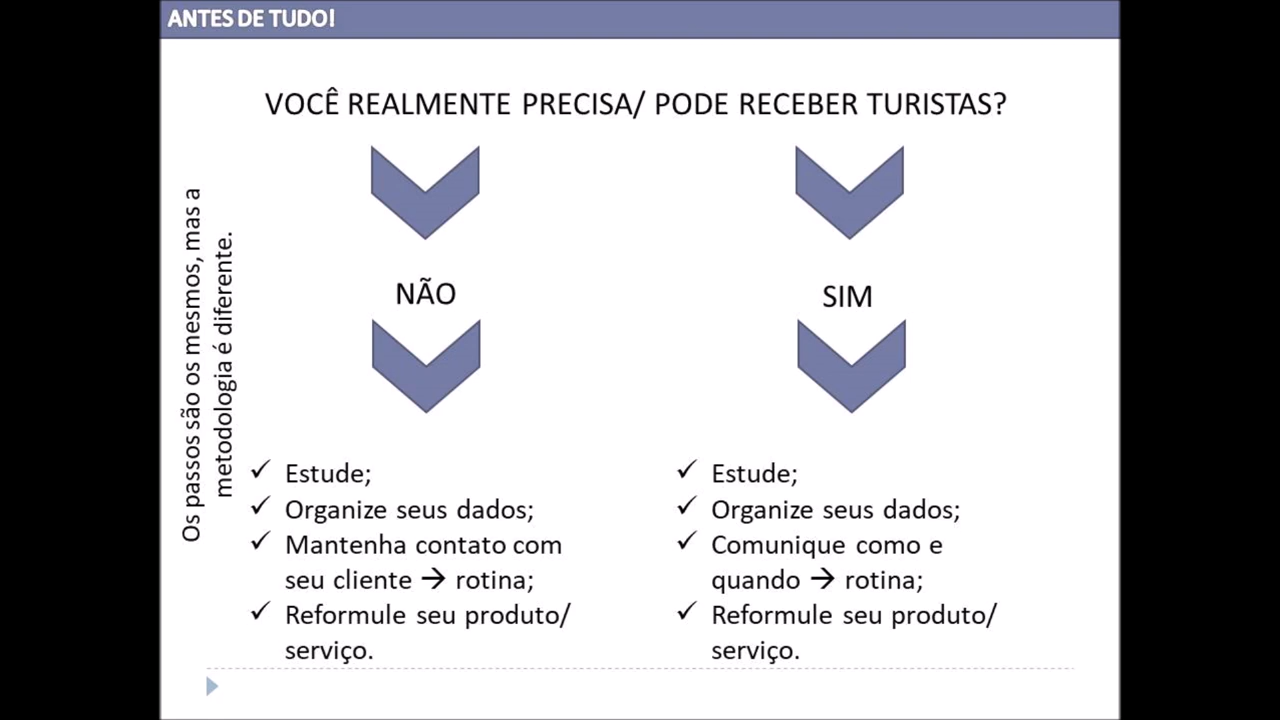 ANTES DE TUDO!
VOCÊ REALMENTE PRECISA/ PODE RECEBER TURISTAS?
Os passos são os mesmos, mas a
metodologia é diferente.
NÃO
✓ Estude;
✓ Organize seus dados;
✓ Mantenha contato com
seu cliente → rotina;
✓ Reformule seu produto/
serviço.
SIM
✓ Estude;
✓ Organize seus dados;
✓ Comunique como e
quando → rotina;
✓ Reformule seu produto/
serviço.